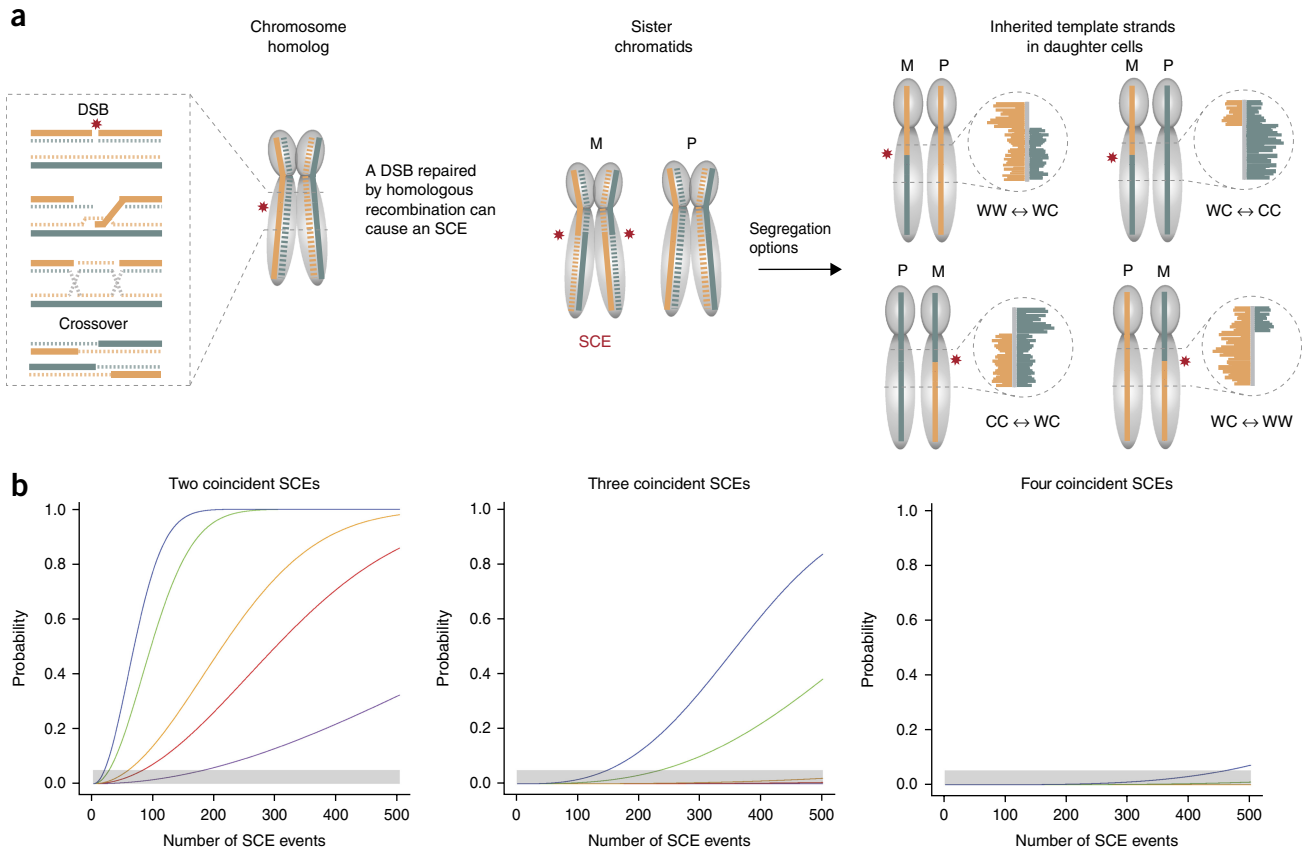 a
Chromosome
homolog
Sister
chromatids
Inherited template strands
in daughter cells
DSB
Crossover
A DSB repaired
by homologous
recombination can
cause an SCE
M
P
SCE
Segregation
options
M
P
WW ↔ WC
M
P
WC ↔ CC
P
M
CC ↔ WC
P
M
WC ↔ WW
b
Two coincident SCEs
Probability
1.0
0.8
0.6
0.4
0.2
0.0
0 100 200 300 400 500
Number of SCE events
Three coincident SCEs
Probability
1.0
0.8
0.6
0.4
0.2
0.0
0 100 200 300 400 500
Number of SCE events
Four coincident SCEs
Probability
1.0
0.8
0.6
0.4
0.2
0.0
0 100 200 300 400 500
Number of SCE events